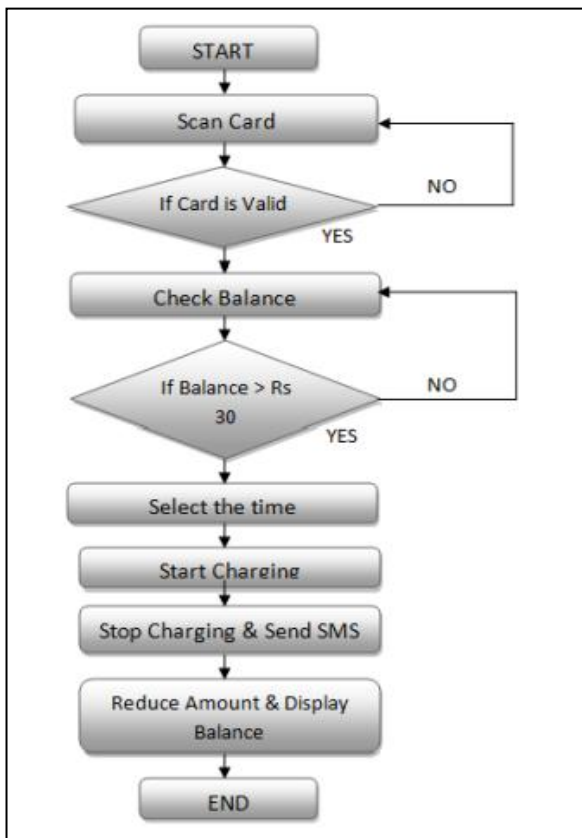 START
Scan Card
If Card is Valid
NO
YES
Check Balance
If Balance > Rs
30
NO
YES
Select the time
Start Charging
Stop Charging & Send SMS
Reduce Amount & Display
Balance
END